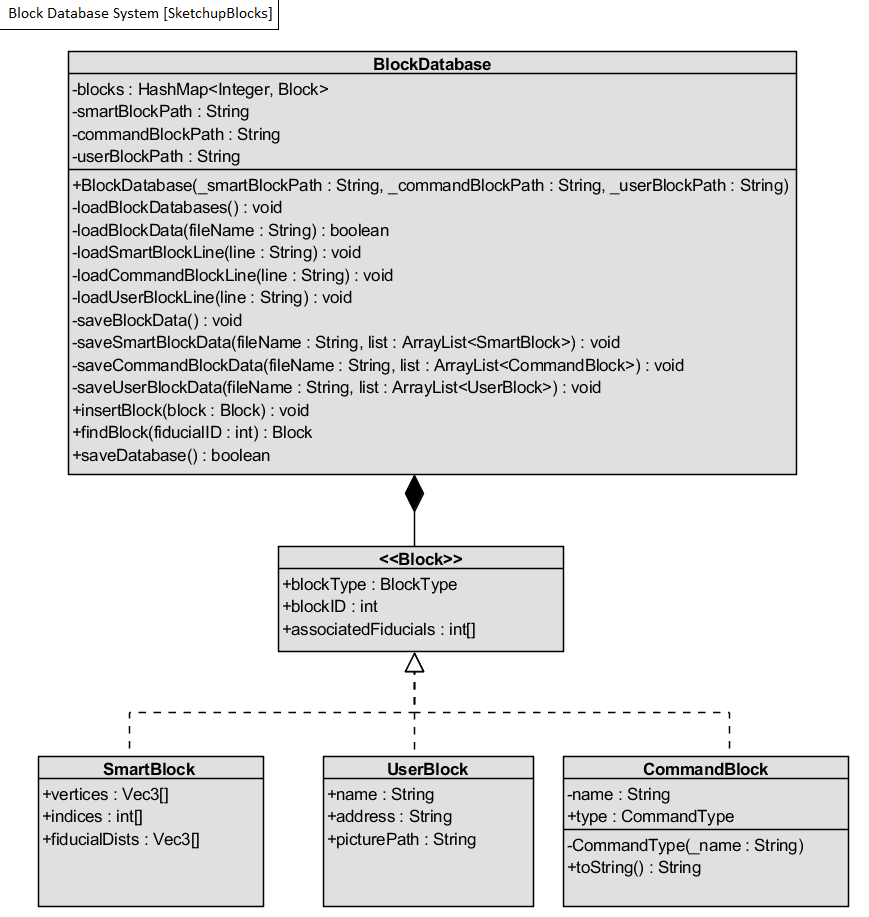 Block Database System [SketchupBlocks]
BlockDatabase
-blocks : HashMap<Integer, Block>
-smartBlockPath : String
-commandBlockPath : String
-userBlockPath : String
+BlockDatabase(_smartBlockPath : String, _commandBlockPath : String, _userBlockPath : String)
-loadBlockDatabases() : void
-loadBlockData(fileName : String) : boolean
-loadSmartBlockLine(line : String) : void
-loadCommandBlockLine(line : String) : void
-loadUserBlockLine(line : String) : void
-saveBlockData() : void
-saveSmartBlockData(fileName : String, list : ArrayList<SmartBlock>) : void
-saveCommandBlockData(fileName : String, list : ArrayList<CommandBlock>) : void
-saveUserBlockData(fileName : String, list : ArrayList<UserBlock>) : void
+insertBlock(block : Block) : void
+findBlock(fiducialID : int) : Block
+saveDatabase() : boolean
<<Block>>
+blockType : BlockType
+blockID : int
+associatedFiducials : int[]
SmartBlock
+vertices : Vec3[]
+indices : int[]
+fiducialDists : Vec3[]
UserBlock
+name : String
+address : String
+picturePath : String
CommandBlock
-name : String
+type : CommandType
-CommandType(_name : String)
+toString() : String